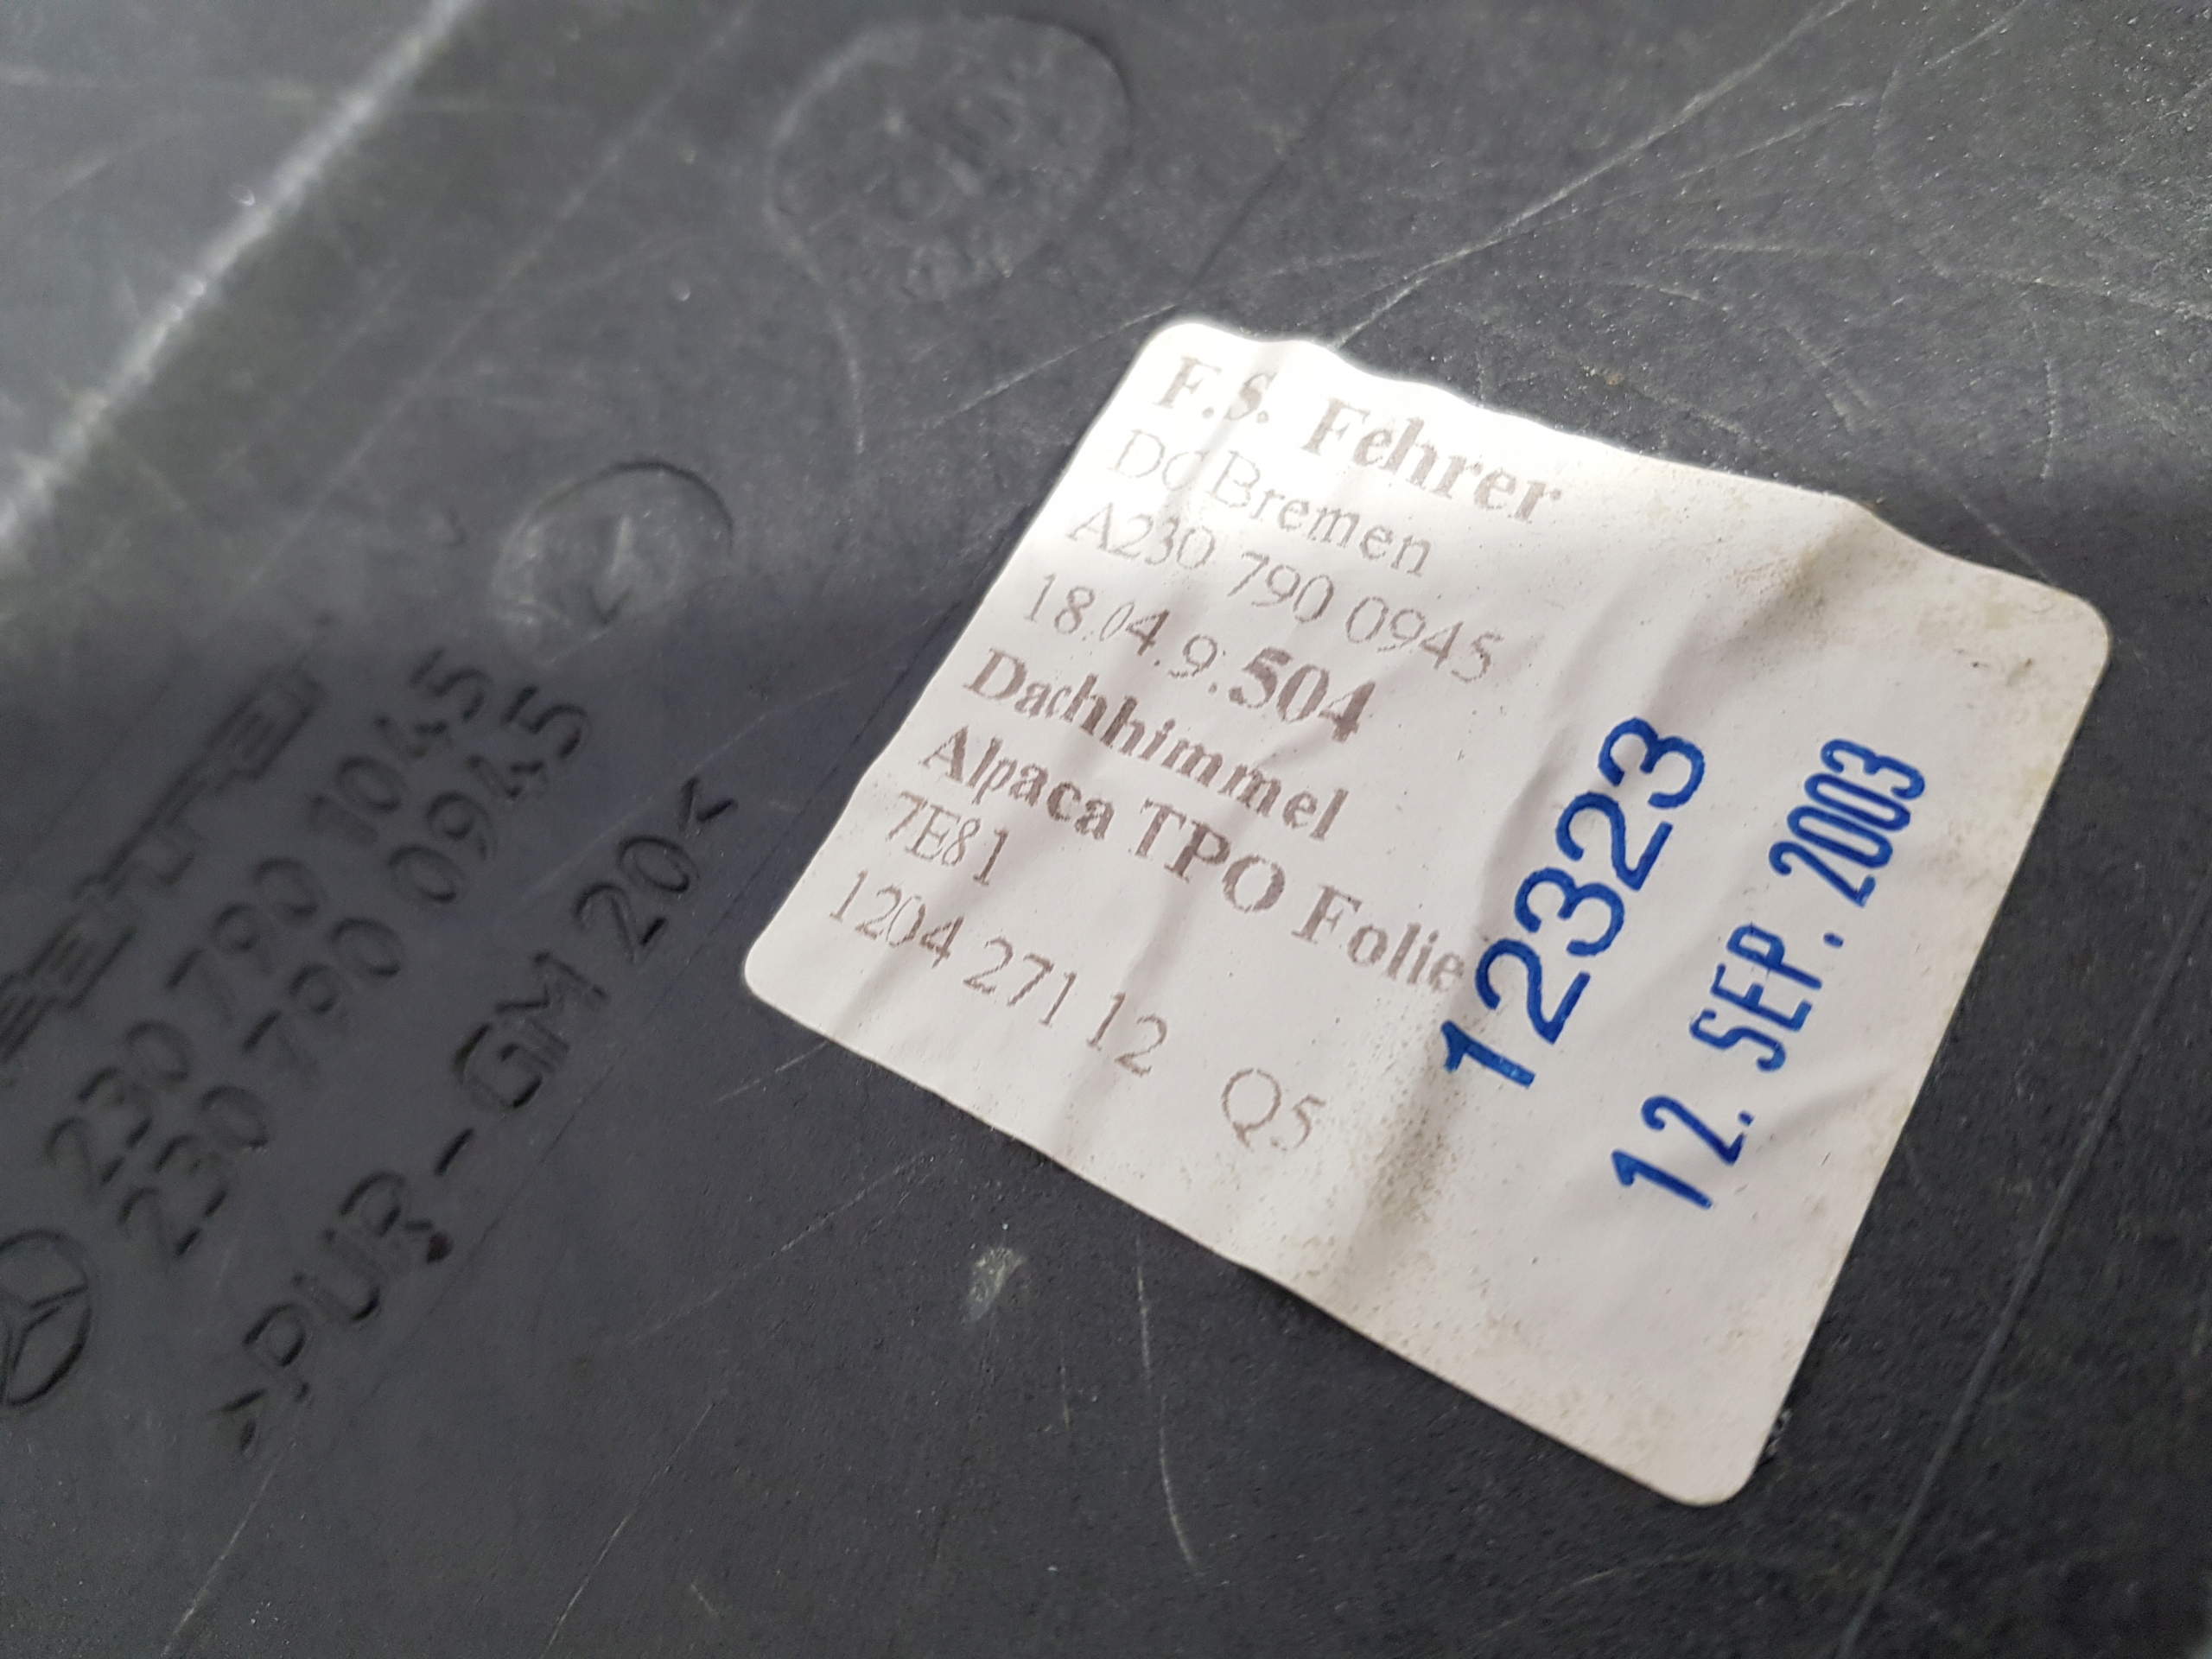 F.S. Fehrer
DC Bremen
A230 790 0945
18.04.9.504
Dachhimmel
Alpaca TPO Folie
7E81
1204 271 12 Q5
12323
12. SEP. 2003
230 790 1045
230 790 0945
>PUR-GM 20<